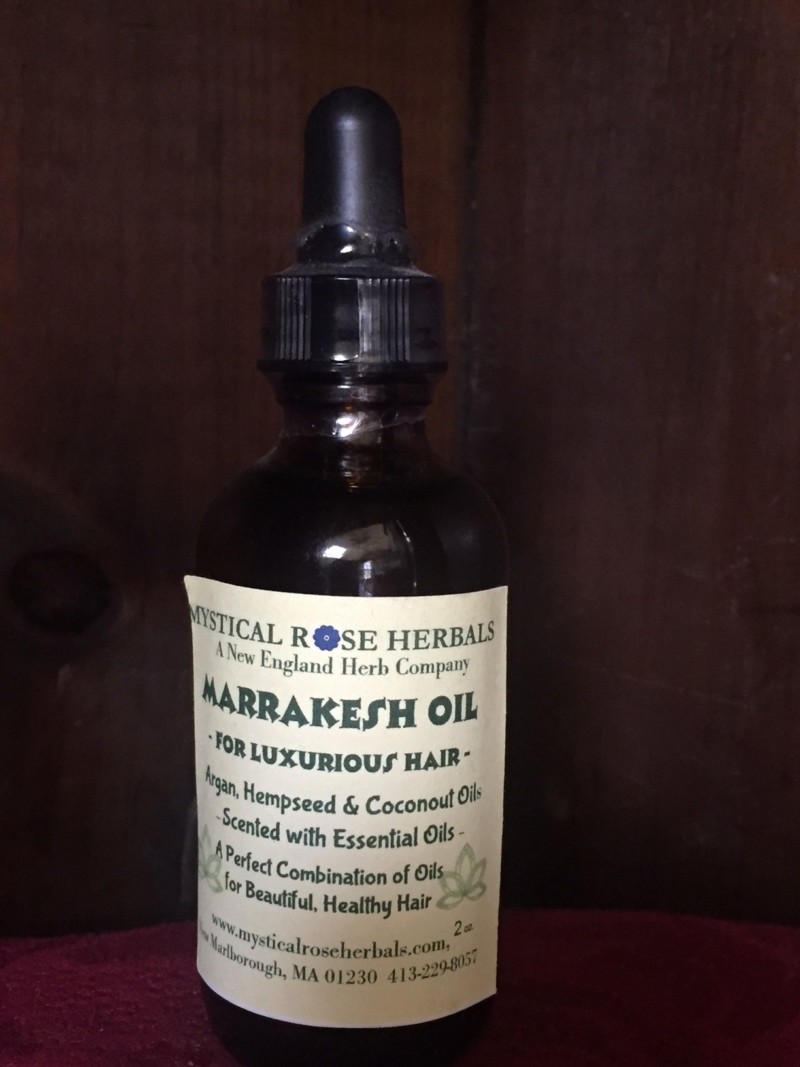 MYSTICAL ROSE HERBALS
A New England Herb Company
MARRAKESH OIL
- FOR LUXURIOUS HAIR -
Argan, Hempseed & Coconut Oils
- Scented with Essential Oils -
A Perfect Combination of Oils
for Beautiful, Healthy Hair
2 oz.
www.mysticalroseherbals.com,
Marlborough, MA 01230 413-229-8057